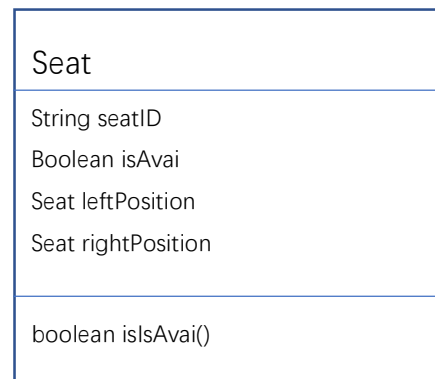 Seat
String seatID
Boolean isAvai
Seat leftPosition
Seat rightPosition
boolean isIsAvai()